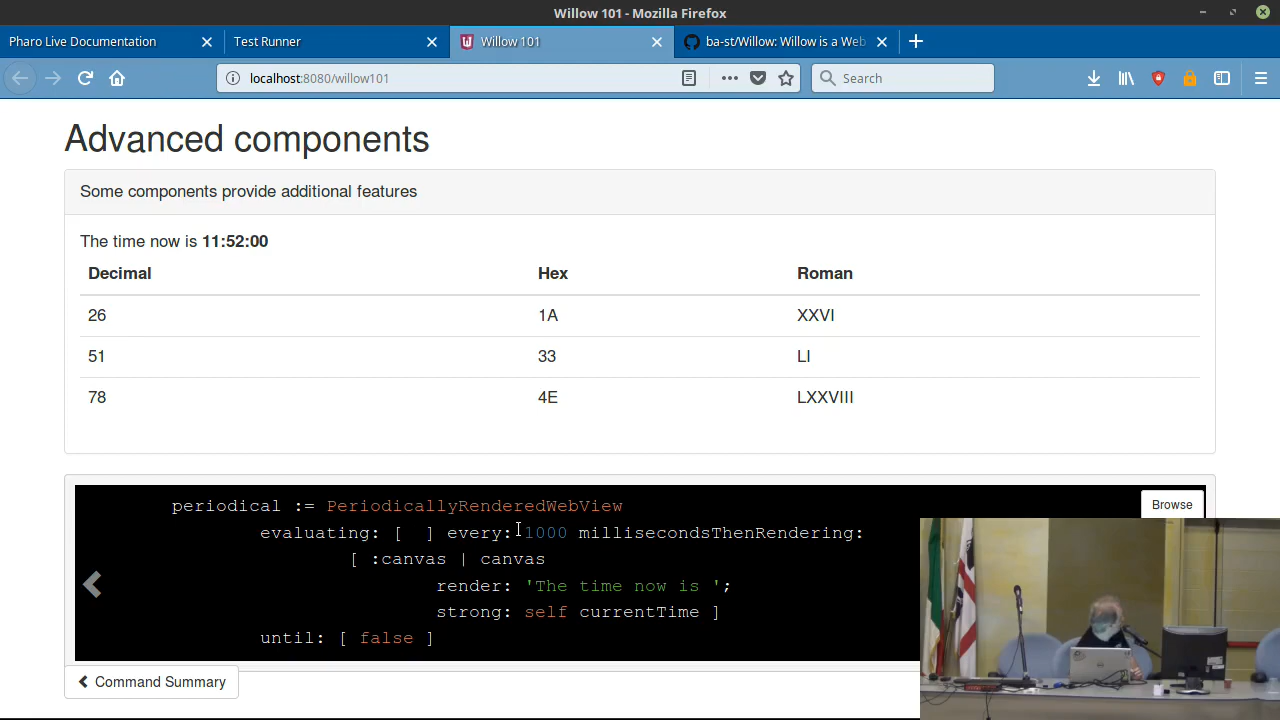 Willow 101 - Mozilla Firefox
Pharo Live Documentation
Test Runner
Willow 101
ba-st/Willow: Willow is a Web
localhost:8080/willow101
Search
Advanced components
Some components provide additional features
The time now is 11:52:00
Decimal Hex Roman
26 1A XXVI
51 33 LI
78 4E LXXVIII
periodical := PeriodicallyRenderedWebView
Browse
evaluating: [ ] every: 1000 millisecondsThenRendering:
[ :canvas | canvas
render: 'The time now is ';
strong: self currentTime ]
until: [ false ]
Command Summary